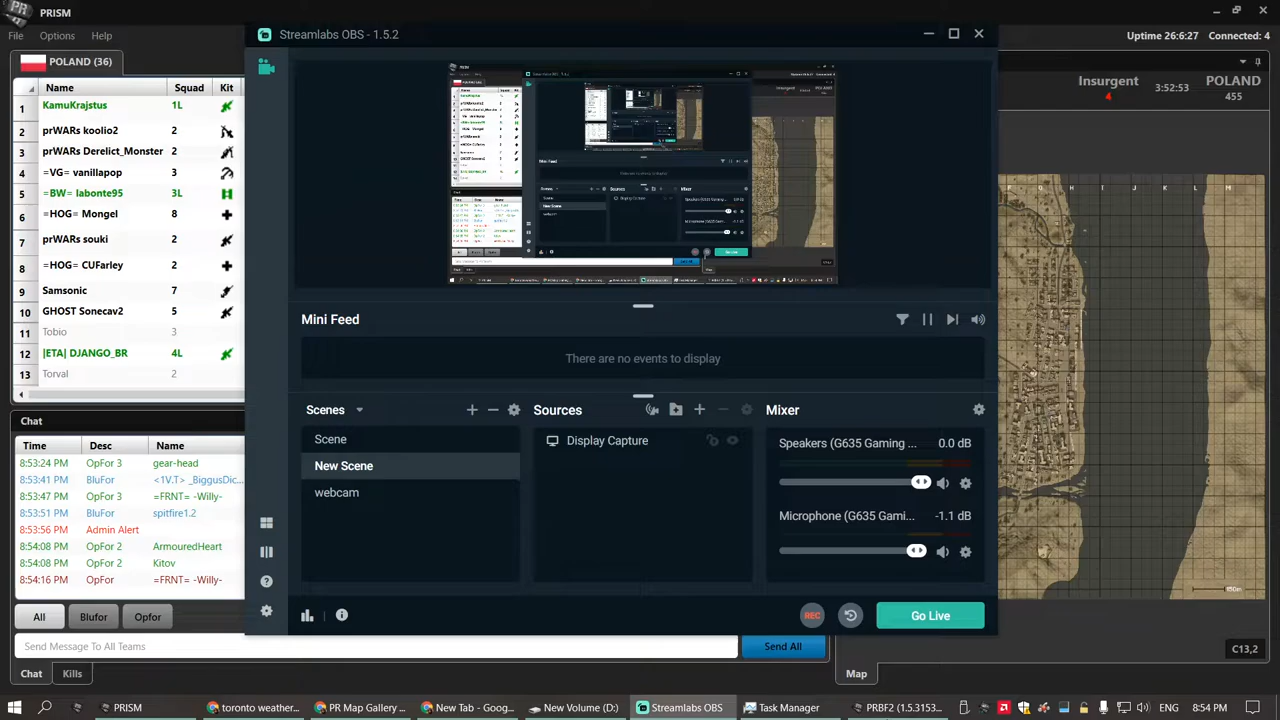 PRISM
File Options Help
Uptime 26:6:27 Connected: 4
POLAND (36)
Name Squad Kit
1 KamuKrajstus 1L
2 prWARs 2
3 prWARs Derelict_Monster 2
4 =VG= vanillapop 3
5 =BW= labonte95 3L
6 =HOG= Mongel 8
7 prWARs souki 2
8 CUFarley 2
9 7
10 GHOST Sonecav2 5
11 Tobio 3
12 |ETA| DJANGO_BR 4L
13 Torval 2
Chat
Time Desc Name
8:53:24 PM OpFor 3 gear-head
8:53:41 PM BluFor <1V.T> _BiggusDic...
8:53:47 PM OpFor 3 =FRNT= -Willy-
8:53:51 PM BluFor spitfire1.2
8:53:56 PM Admin Alert
8:54:08 PM OpFor 2 ArmouredHeart
8:54:08 PM OpFor 2 Kitov
8:54:16 PM OpFor =FRNT= -Willy-
All Blufor Opfor
Send Message To All Teams
Send All
Chat Kills
Streamlabs OBS - 1.5.2
Mini Feed
There are no events to display
Scenes
Scene
New Scene
webcam
Sources
Display Capture
Mixer
Speakers (G635 Gaming ... 0.0 dB
Microphone (G635 Gami... -1.1 dB
REC
Go Live
Insurgent POLAND
455
H
C13,2
Map
PRISM
toronto weather...
PR Map Gallery ...
New Tab - Goog...
New Volume (D:)
Streamlabs OBS
Task Manager
PRBF2 (1.5.3153...
ENG
8:54 PM